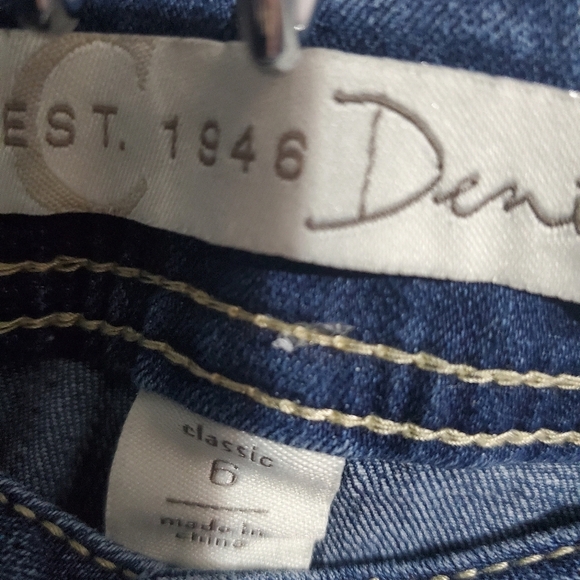 C
EST. 1946 Deni
classic
6
made in
china